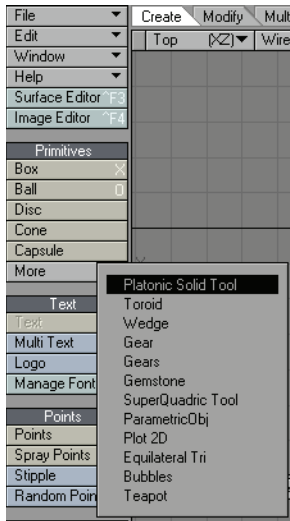 File
Edit
Window
Help
Surface Editor ^F3
Image Editor ^F4
Primitives
Box X
Ball O
Disc
Cone
Capsule
More
Text
Text
Multi Text
Logo
Manage Font
Points
Points
Spray Points
Stipple
Random Poin
Create Modify Mult
Top (XZ) Wire
Platonic Solid Tool
Toroid
Wedge
Gear
Gears
Gemstone
SuperQuadric Tool
ParametricObj
Plot 2D
Equilateral Tri
Bubbles
Teapot